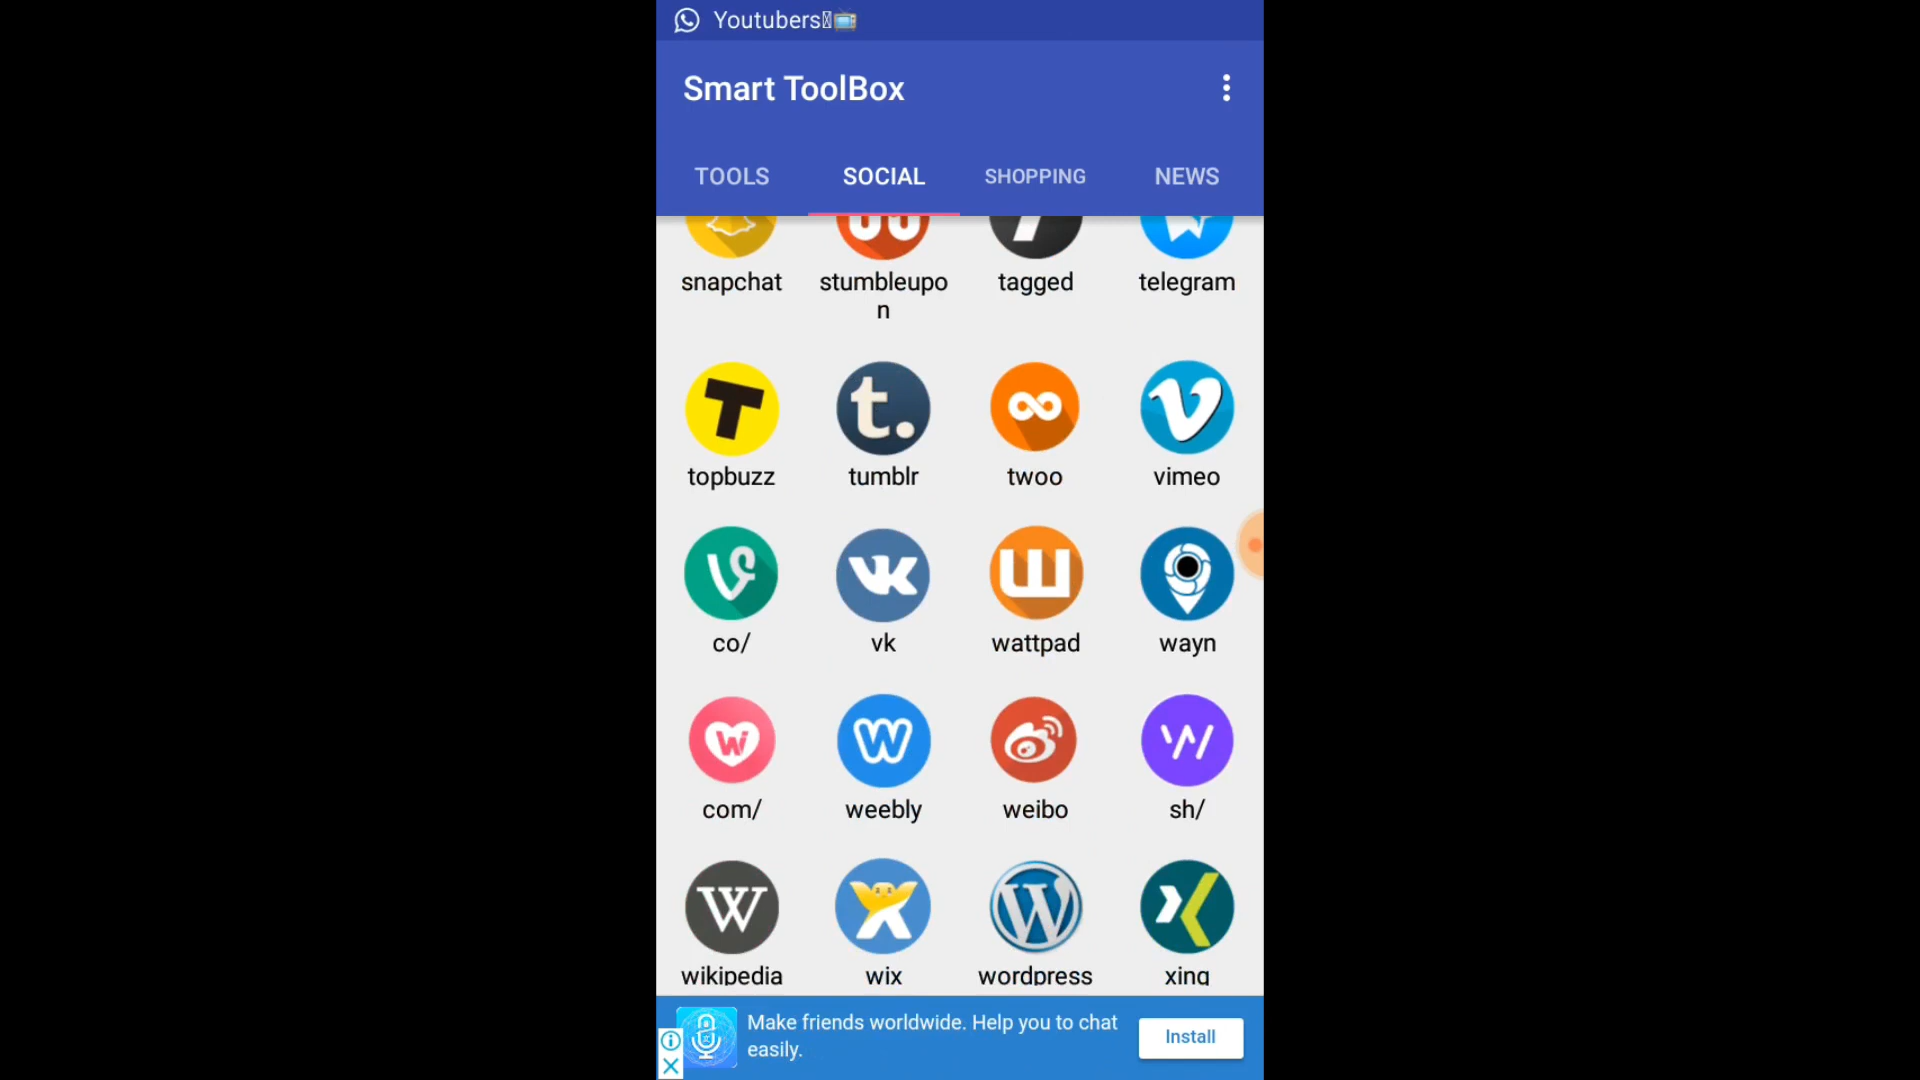 Youtubers
Smart ToolBox
TOOLS SOCIAL SHOPPING NEWS
snapchat stumbleupo tagged telegram
n
topbuzz tumblr twoo vimeo
co/ vk wattpad wayn
com/ weebly weibo sh/
wikipedia wix wordpress xing
Make friends worldwide. Help you to chat
easily.
Install